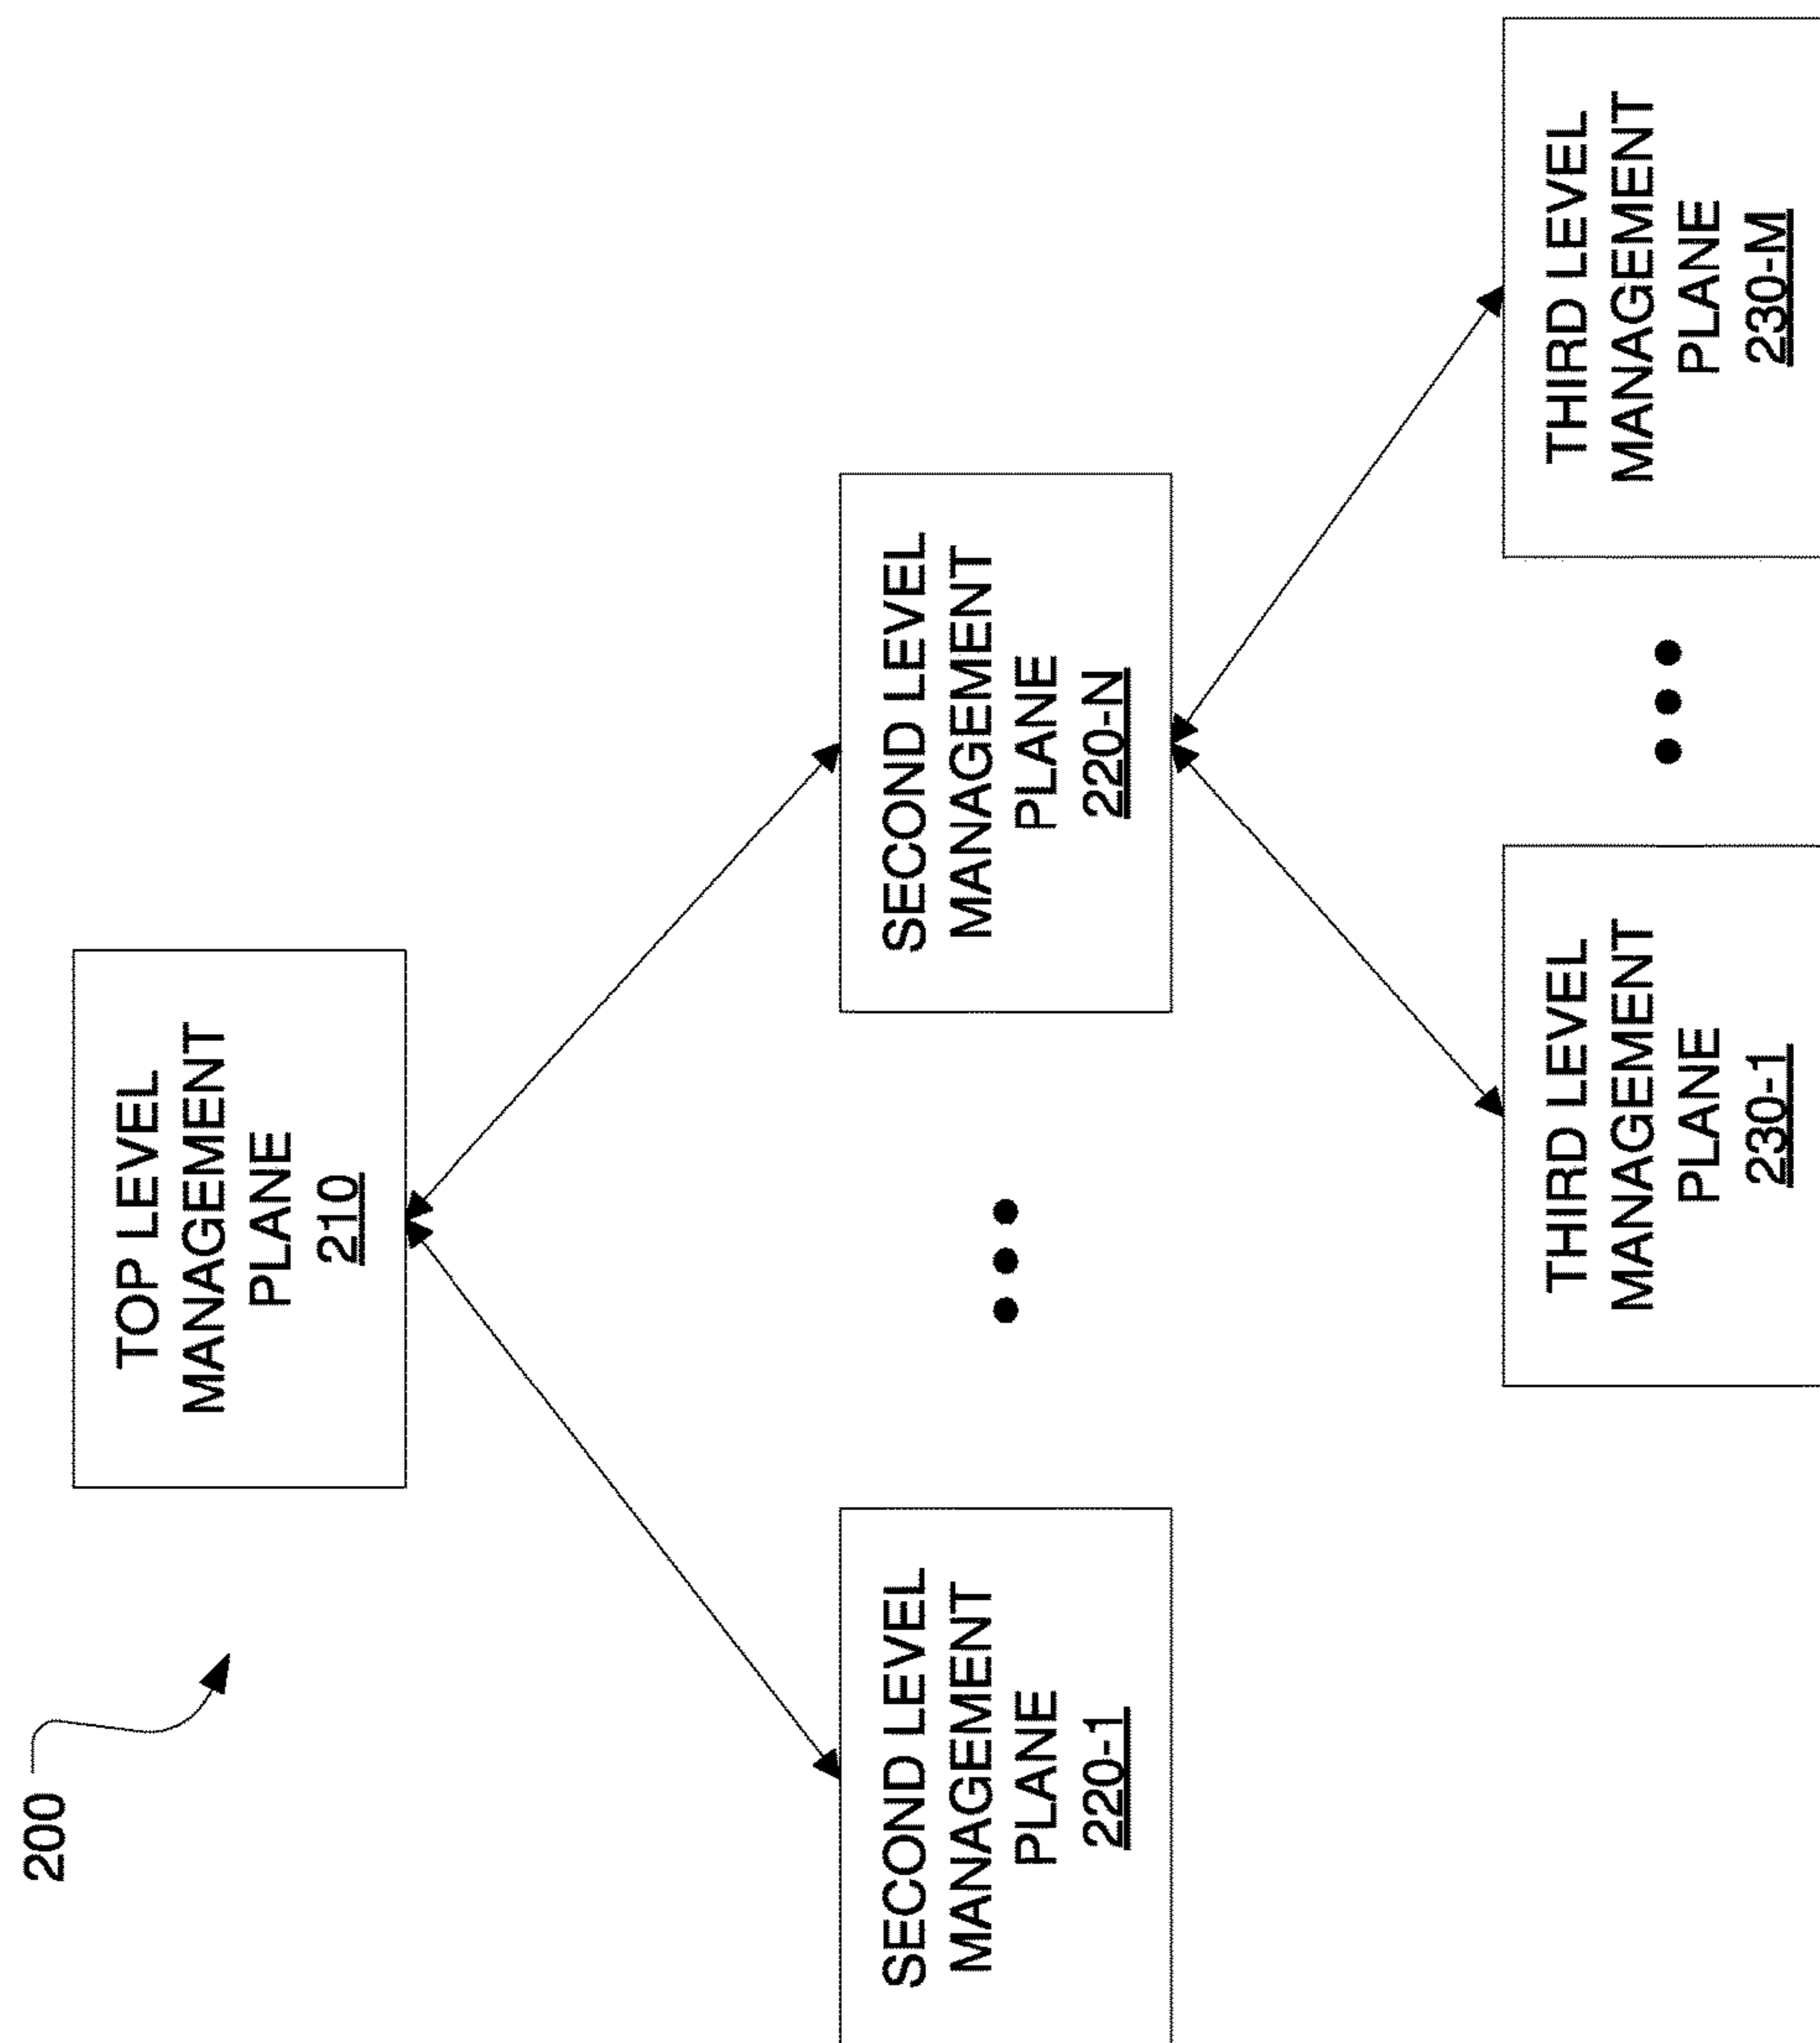 200
TOP LEVEL
MANAGEMENT
PLANE
210
SECOND LEVEL
MANAGEMENT
PLANE
220-1
SECOND LEVEL
MANAGEMENT
PLANE
220-N
THIRD LEVEL
MANAGEMENT
PLANE
230-1
THIRD LEVEL
MANAGEMENT
PLANE
230-M